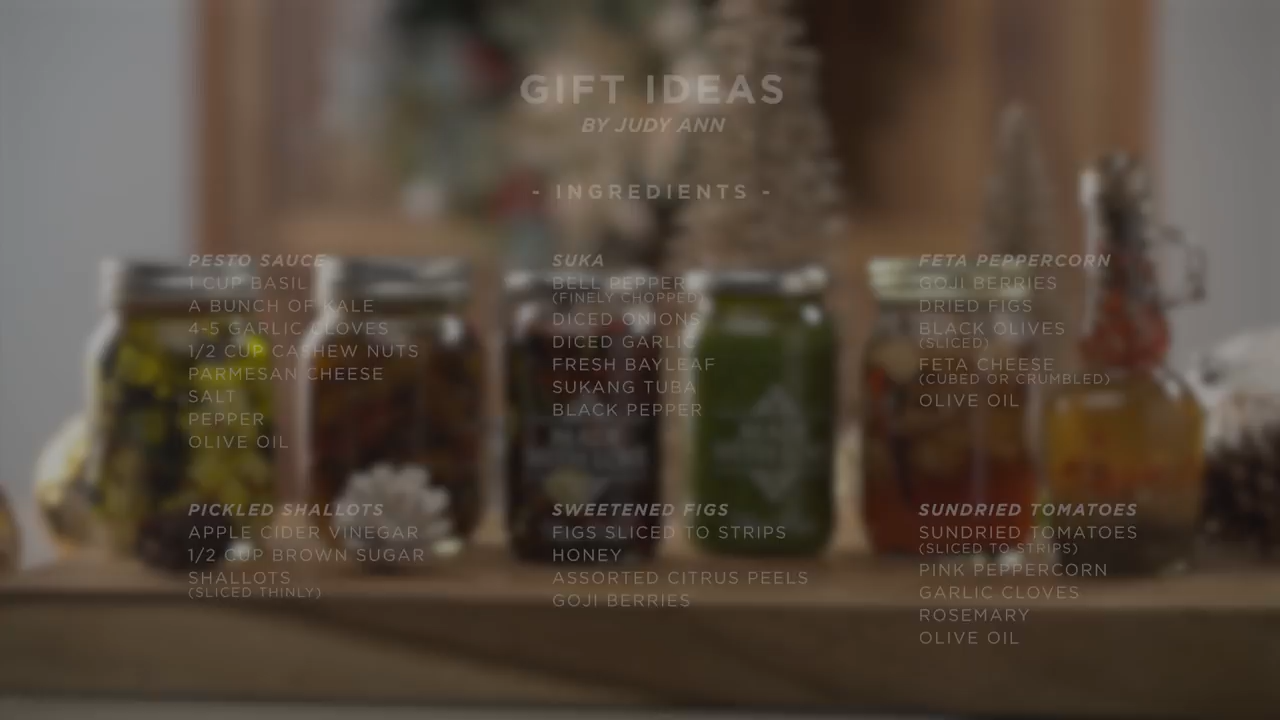 GIFT IDEAS
BY JUDY ANN
- INGREDIENTS -
PESTO SAUCE
1 CUP BASIL
A BUNCH OF KALE
4-5 GARLIC CLOVES
1/2 CUP CASHEW NUTS
PARMESAN CHEESE
SALT
PEPPER
OLIVE OIL
SUKA
BELL PEPPER
(FINELY CHOPPED)
DICED ONIONS
DICED GARLIC
FRESH BAY LEAF
SUKANG TUBA
BLACK PEPPER
FETA PEPPERCORN
GOJI BERRIES
DRIED FIGS
BLACK OLIVES
(SLICED)
FETA CHEESE
(CUBED OR CRUMBLED)
OLIVE OIL
PICKLED SHALLOTS
APPLE CIDER VINEGAR
1/2 CUP BROWN SUGAR
SHALLOTS
(SLICED THINLY)
SWEETENED FIGS
FIGS SLICED TO STRIPS
HONEY
ASSORTED CITRUS PEELS
GOJI BERRIES
SUNDRIED TOMATOES
SUNDRIED TOMATOES
(SLICED TO STRIPS)
PINK PEPPERCORN
GARLIC CLOVES
ROSEMARY
OLIVE OIL